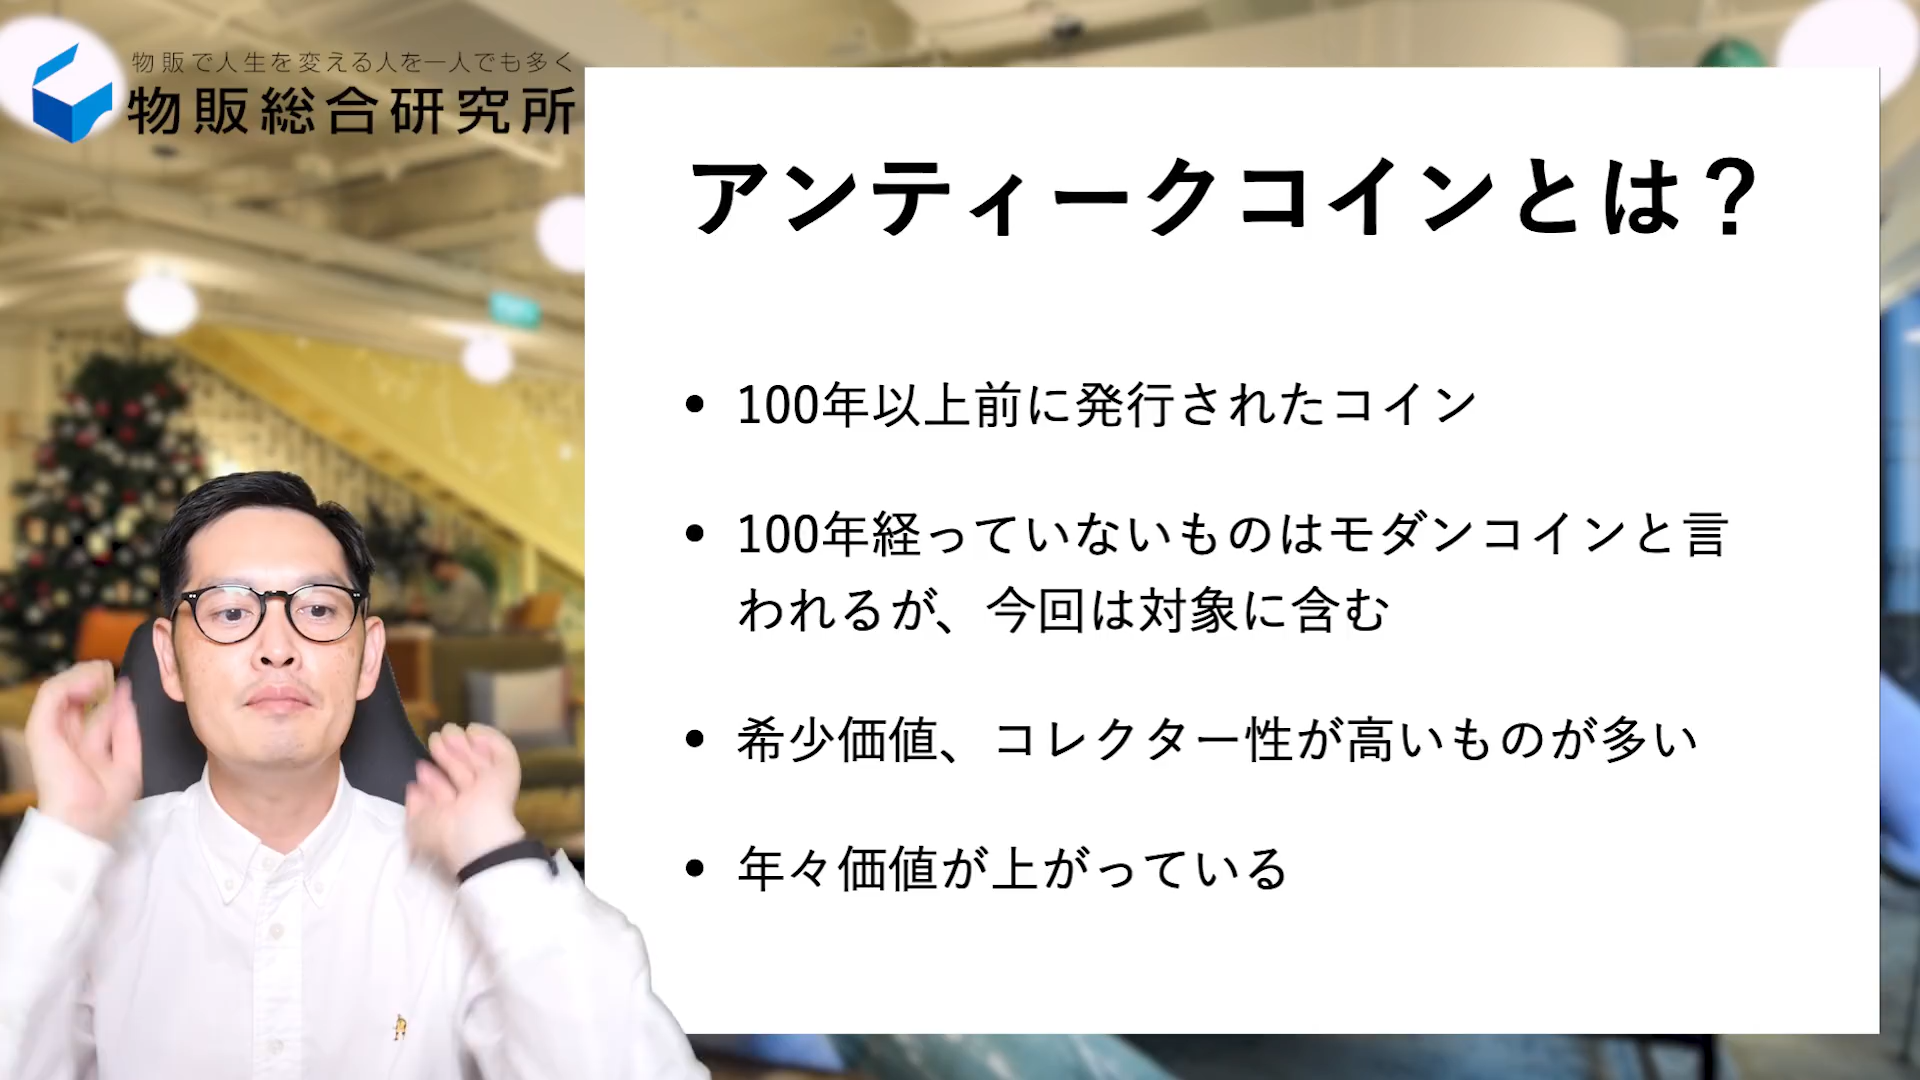 物販で人生を変える人を一人でも多く
物販総合研究所
アンティークコインとは？
• 100年以上前に発行されたコイン
• 100年経っていないものはモダンコインと言
われるが、今回は対象に含む
• 希少価値、コレクター性が高いものが多い
• 年々価値が上がっている